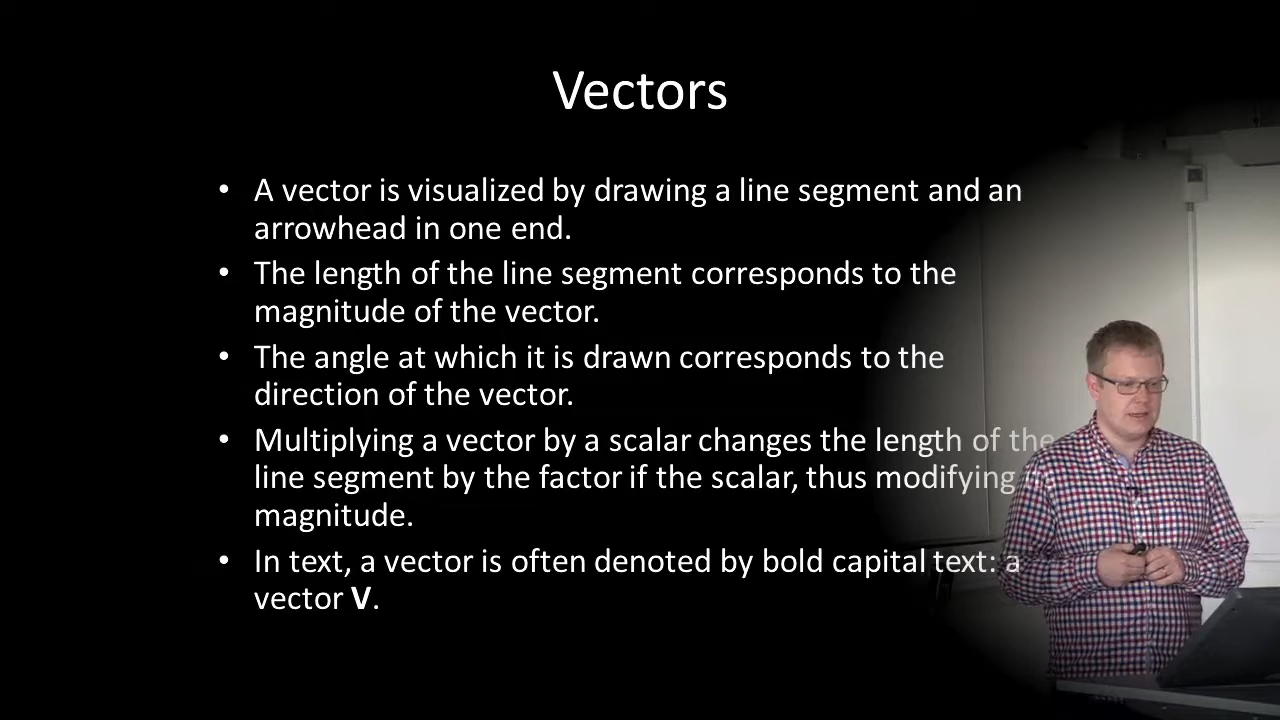 Vectors
• A vector is visualized by drawing a line segment and an
arrowhead in one end.
• The length of the line segment corresponds to the
magnitude of the vector.
• The angle at which it is drawn corresponds to the
direction of the vector.
• Multiplying a vector by a scalar changes the length of the
line segment by the factor if the scalar, thus modifying
magnitude.
• In text, a vector is often denoted by bold capital text: a
vector V.